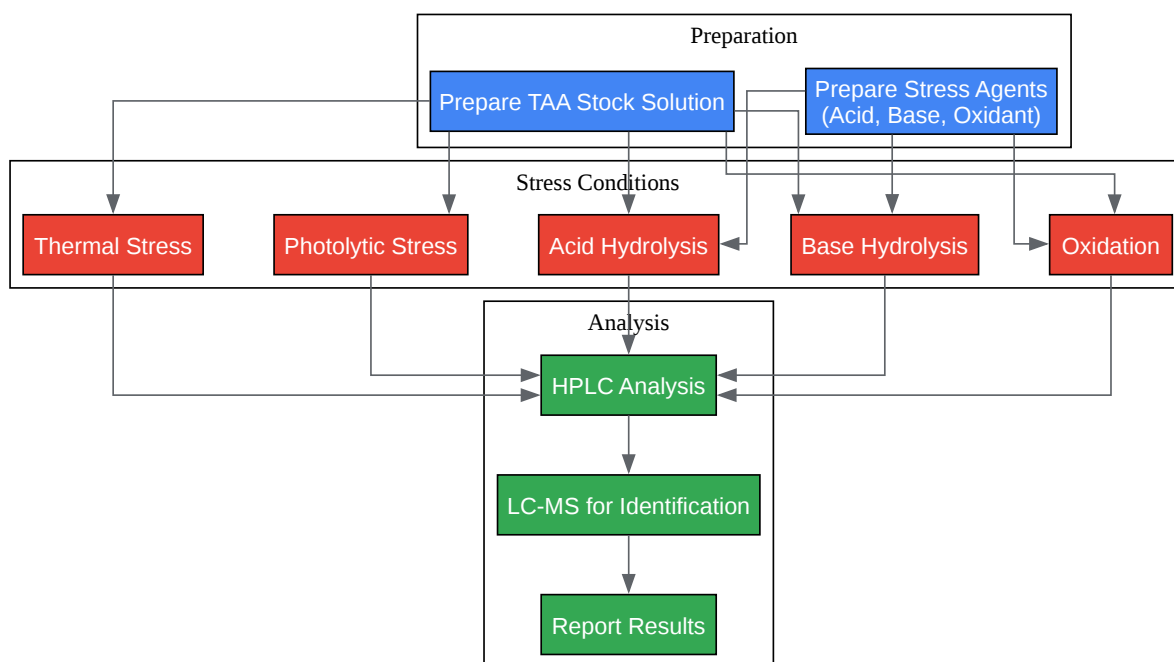 Preparation
Prepare TAA Stock Solution
Prepare Stress Agents
(Acid, Base, Oxidant)
Stress Conditions
Thermal Stress
Photolytic Stress
Acid Hydrolysis
Base Hydrolysis
Oxidation
Analysis
HPLC Analysis
LC-MS for Identification
Report Results